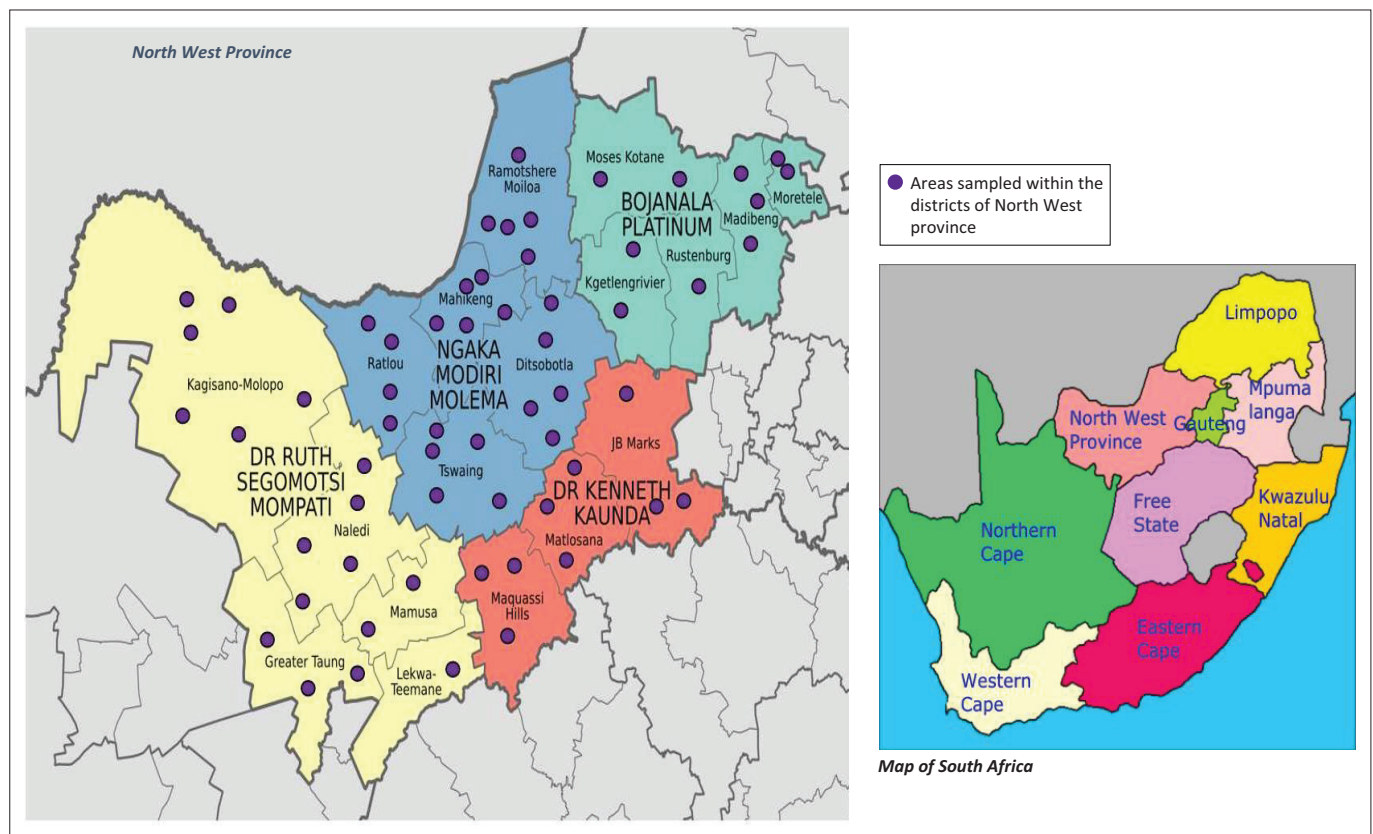 North West Province
Ramotshere
Moiloa
Moses Kotane
BOJANALA
PLATINUM
Moretele
Madibeng
Rustenburg
Kgetlengrivier
Mahikeng
Ratlou
NGAKA
MODIRI
MOLEMA
Ditsobotla
Tswaing
Kagisano-Molopo
DR RUTH
SEGOMOTSI
MOMPATI
Naledi
Mamusa
Greater Taung
Lekwa-
Teemane
JB Marks
DR KENNETH
KAUNDA
Matlosana
Maquassi
Hills
Areas sampled within the
districts of North West
province
Limpopo
Mpuma
langa
North West
Province
Gauteng
Free
State
Kwazulu
Natal
Northern
Cape
Eastern
Cape
Western
Cape
Map of South Africa